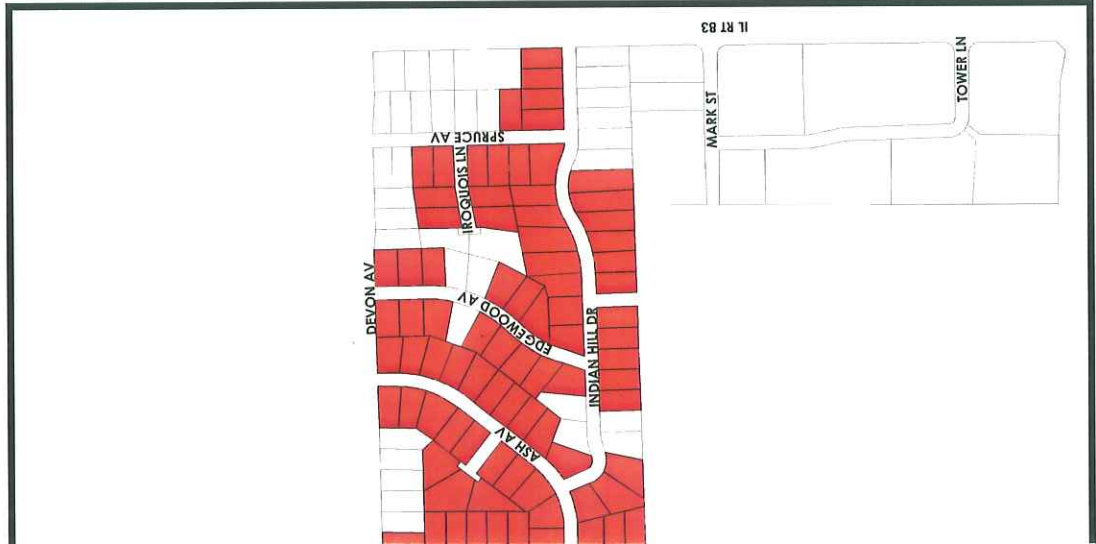 IL RT 83
TOWER LN
MARK ST
SPRUCE AV
IROQUOIS LN
DEVON AV
EDGEWOOD AV
INDIAN HILL DR
ASH AV